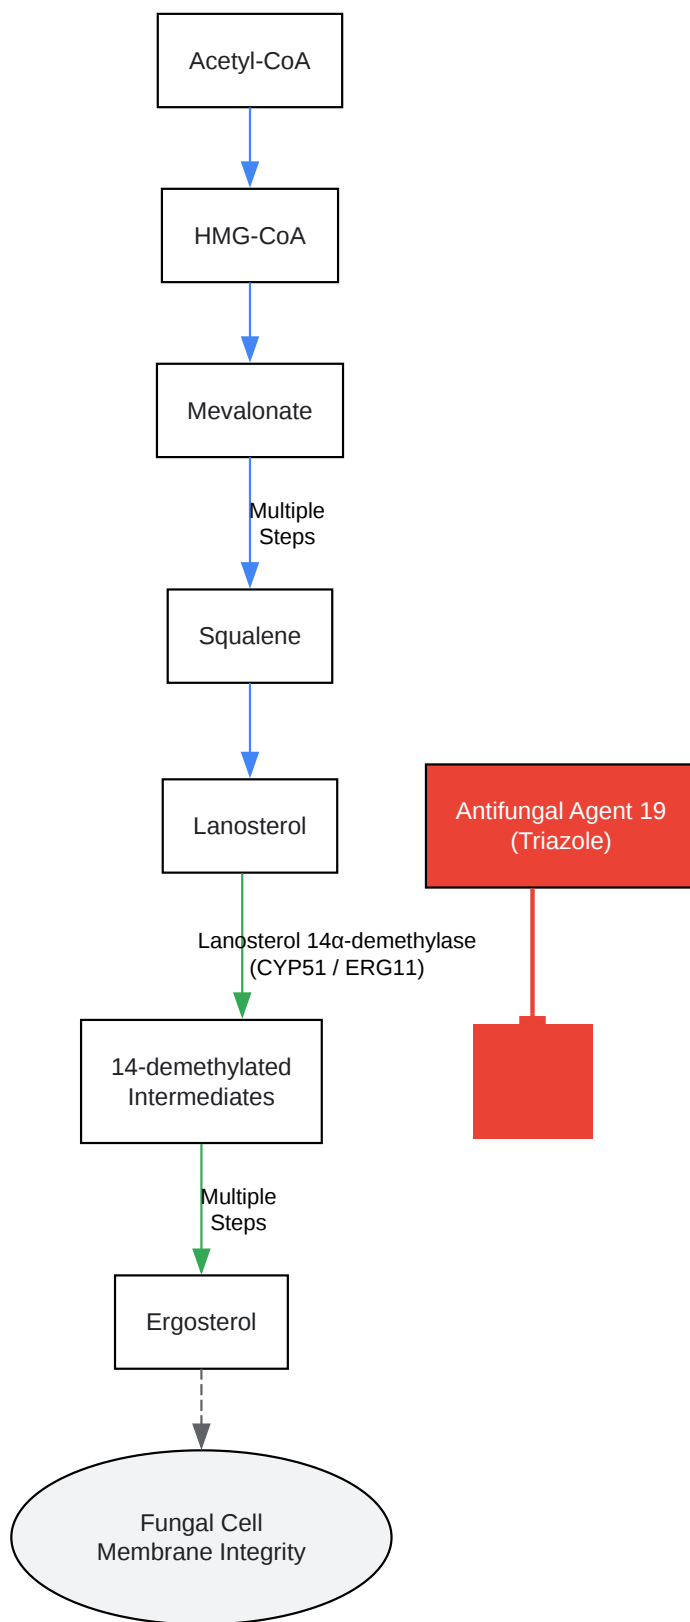 Acetyl-CoA
HMG-CoA
Mevalonate
Multiple
Steps
Squalene
Lanosterol
Antifungal Agent 19
(Triazole)
Lanosterol 14α-demethylase
(CYP51 / ERG11)
14-demethylated
Intermediates
Multiple
Steps
Ergosterol
Fungal Cell
Membrane Integrity